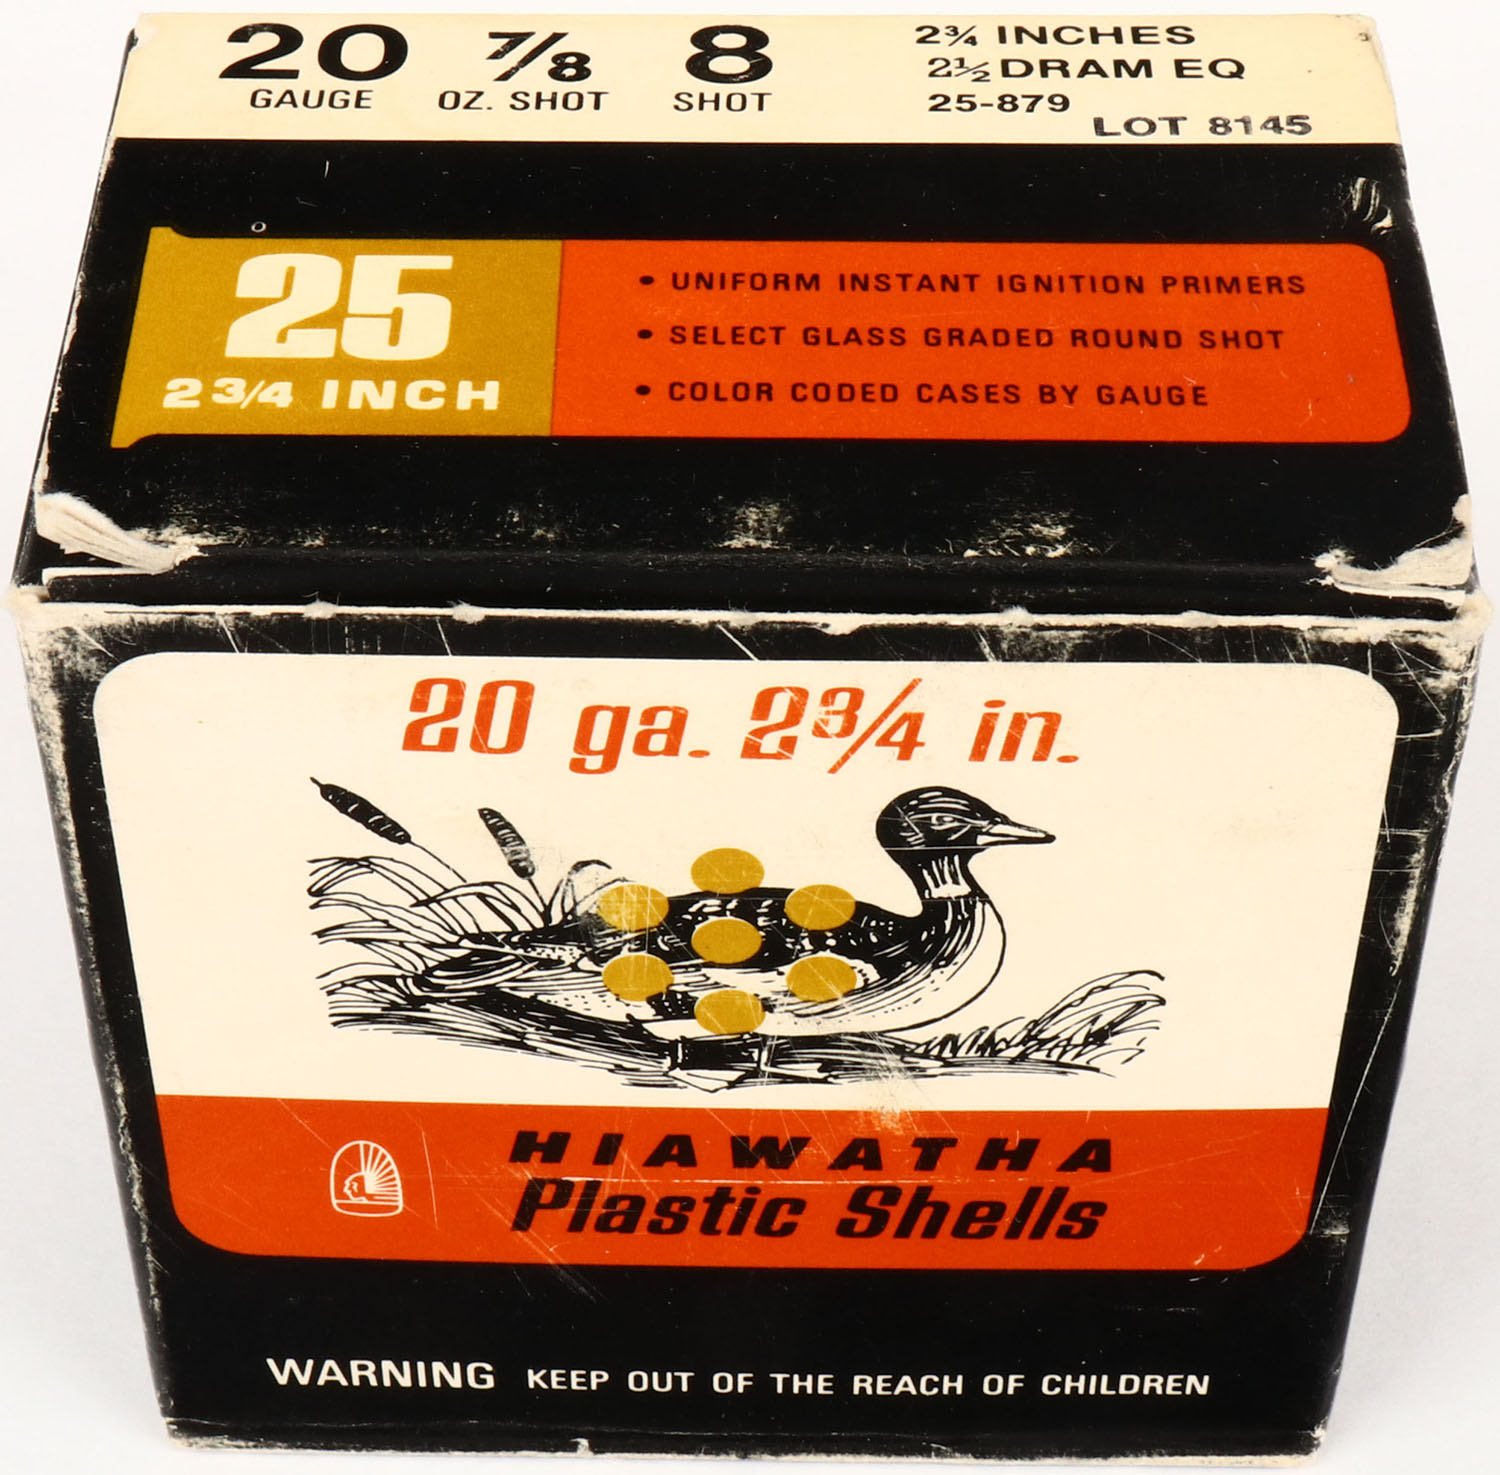 20 7/8 8
GAUGE OZ. SHOT SHOT
2¾ INCHES
2½ DRAM EQ
25-879
LOT 8145
25
2 3/4 INCH
• UNIFORM INSTANT IGNITION PRIMERS
• SELECT GLASS GRADED ROUND SHOT
• COLOR CODED CASES BY GAUGE
20 ga. 2 3/4 in.
HIAWATHA
Plastic Shells
WARNING KEEP OUT OF THE REACH OF CHILDREN